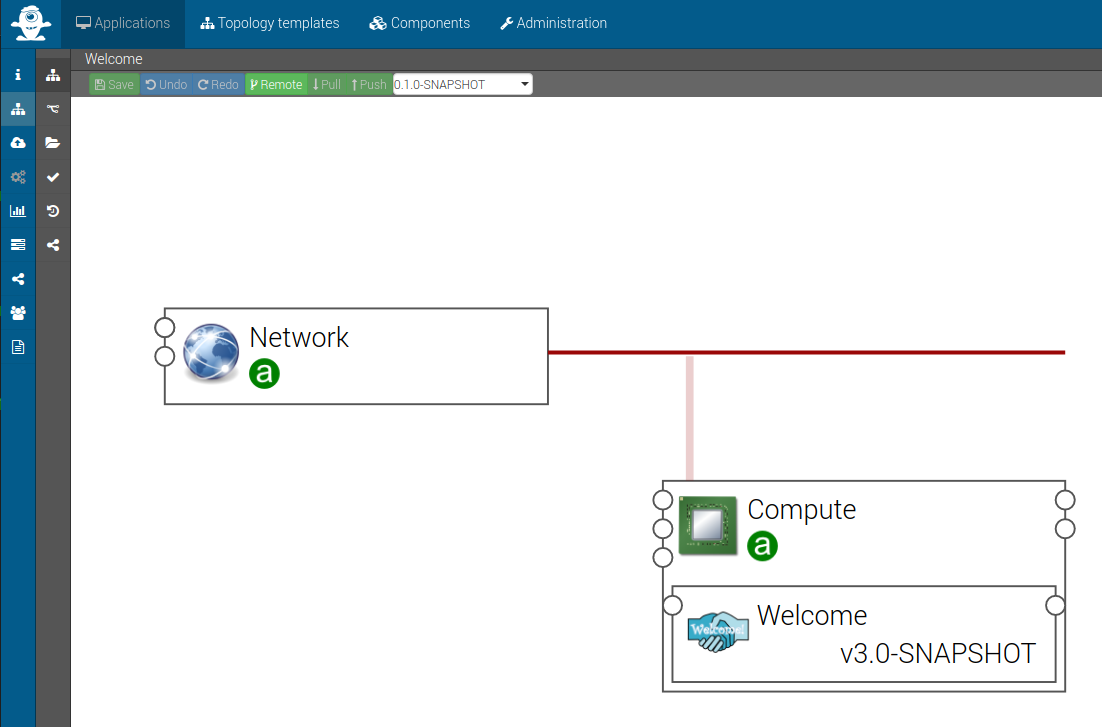 Applications Topology templates Components Administration
Welcome
Save Undo Redo Remote Pull Push 0.1.0-SNAPSHOT
Network
a
Compute
a
Welcome!
Welcome
v3.0-SNAPSHOT